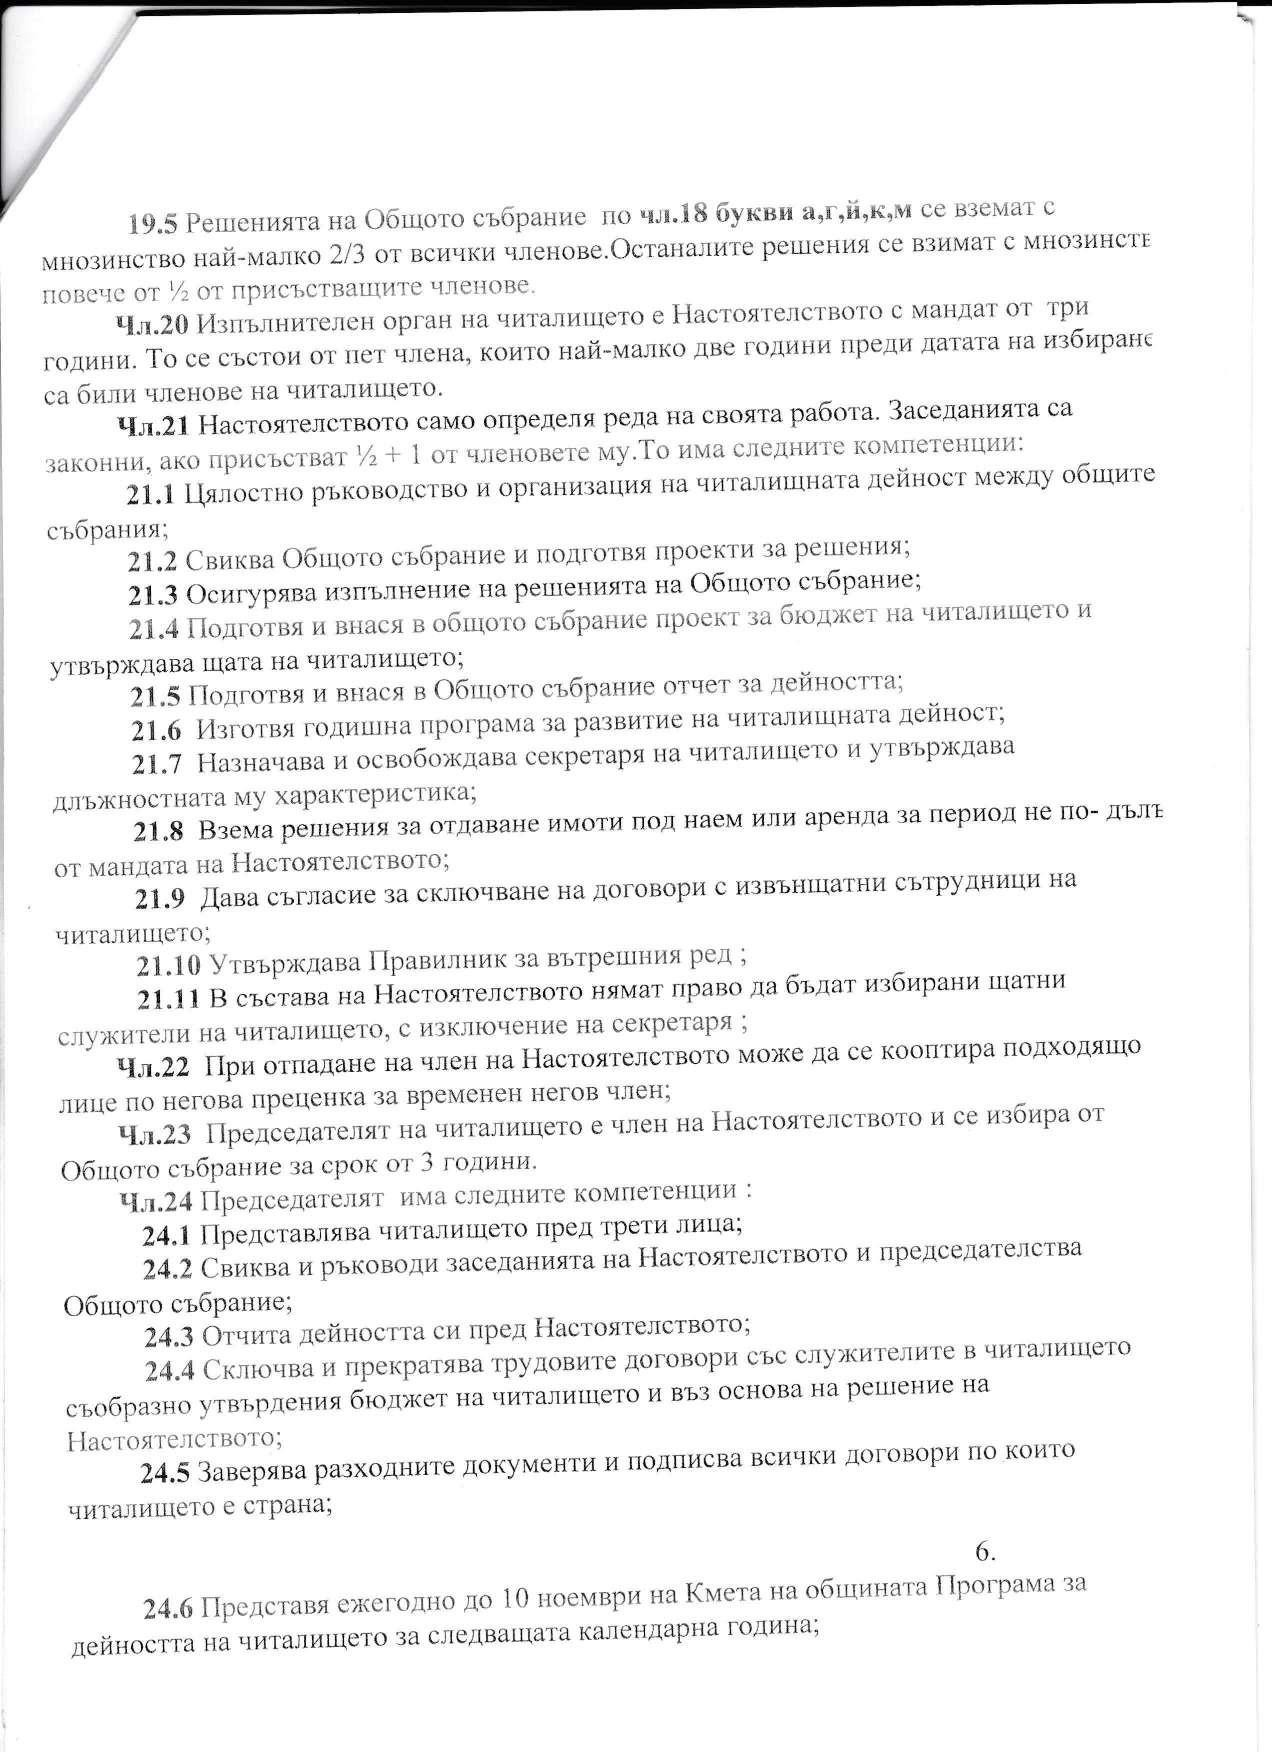 19.5 Решенията на Общото събрание по чл.18 букви а,г,й,к,м се вземат с
мнозинство най-малко 2/3 от всички членове.Останалите решения се взимат с мнозинств
повече от ½ от присъстващите членове.
Чл.20 Изпълнителен орган на читалището е Настоятелството с мандат от три
години. То се състои от пет члена, които най-малко две години преди датата на избиране
са били членове на читалището.
Чл.21 Настоятелството само определя реда на своята работа. Заседанията са
законни, ако присъстват ½ + 1 от членовете му.То има следните компетенции:
21.1 Цялостно ръководство и организация на читалищната дейност между общите
събрания;
21.2 Свиква Общото събрание и подготвя проекти за решения;
21.3 Осигурява изпълнение на решенията на Общото събрание;
21.4 Подготвя и внася в общото събрание проект за бюджет на читалището и
утвърждава щата на читалището;
21.5 Подготвя и внася в Общото събрание отчет за дейността;
21.6 Изготвя годишна програма за развитие на читалищната дейност;
21.7 Назначава и освобождава секретаря на читалището и утвърждава
длъжностната му характеристика;
21.8 Взема решения за отдаване имоти под наем или аренда за период не по- дълъ
от мандата на Настоятелството;
21.9 Дава съгласие за сключване на договори с извънщатни сътрудници на
читалището;
21.10 Утвърждава Правилник за вътрешния ред ;
21.11 В състава на Настоятелството нямат право да бъдат избирани щатни
служители на читалището, с изключение на секретаря ;
Чл.22 При отпадане на член на Настоятелството може да се кооптира подходящо
лице по негова преценка за временен негов член;
Чл.23 Председателят на читалището е член на Настоятелството и се избира от
Общото събрание за срок от 3 години.
Чл.24 Председателят има следните компетенции :
24.1 Представлява читалището пред трети лица;
24.2 Свиква и ръководи заседанията на Настоятелството и председателства
Общото събрание;
24.3 Отчита дейността си пред Настоятелството;
24.4 Сключва и прекратява трудовите договори със служителите в читалището
съобразно утвърдения бюджет на читалището и въз основа на решение на
Настоятелството;
24.5 Заверява разходните документи и подписва всички договори по които
читалището е страна;
6.
24.6 Представя ежегодно до 10 ноември на Кмета на общината Програма за
дейността на читалището за следващата календарна година;